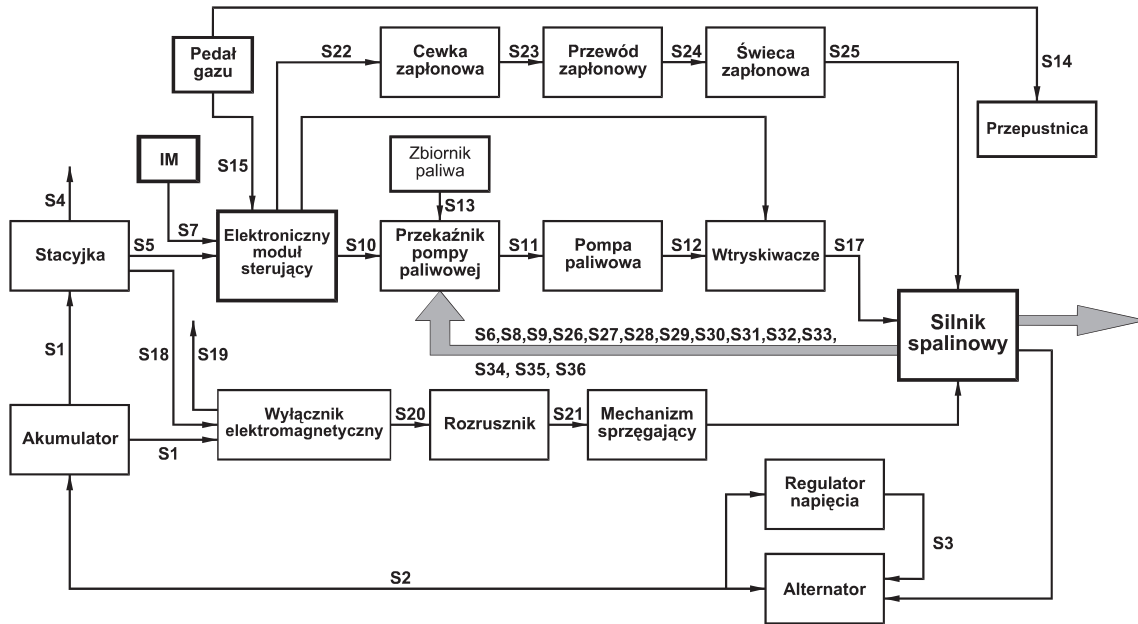 Pedał
gazu
S22
Cewka
zapłonowa
S23
Przewód
zapłonowy
S24
Świeca
zapłonowa
S25
S14
Przepustnica
IM
S15
Zbiornik
paliwa
S13
S4
S7
Stacyjka
S5
Elektroniczny
moduł
sterujący
S10
Przekaźnik
pompy
paliwowej
S11
Pompa
paliwowa
S12
Wtryskiwacze
S17
Silnik
spalinowy
S1
S18
S19
S6,S8,S9,S26,S27,S28,S29,S30,S31,S32,S33,
S34, S35, S36
Akumulator
S1
Wyłącznik
elektromagnetyczny
S20
Rozrusznik
S21
Mechanizm
sprzęgający
Regulator
napięcia
S3
S2
Alternator